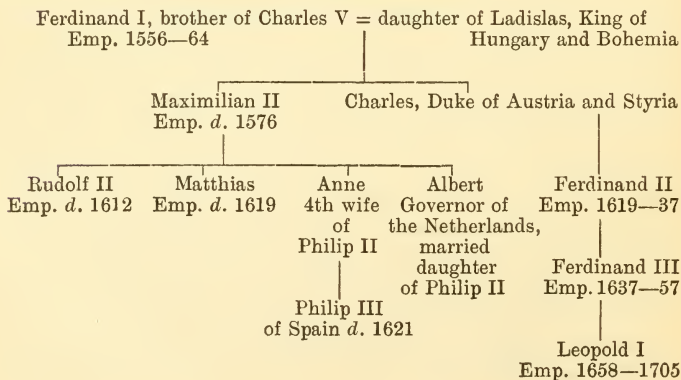 Ferdinand I, brother of Charles V = daughter of Ladislas, King of
Emp. 1556—64 Hungary and Bohemia
Maximilian II Charles, Duke of Austria and Styria
Emp. d. 1576
Rudolf II Matthias Anne Albert Ferdinand II
Emp. d. 1612 Emp. d. 1619 4th wife Governor of Emp. 1619—37
of the Netherlands,
Philip II married
daughter Ferdinand III
of Philip II Emp. 1637—57
Philip III
of Spain d. 1621
Leopold I
Emp. 1658—1705